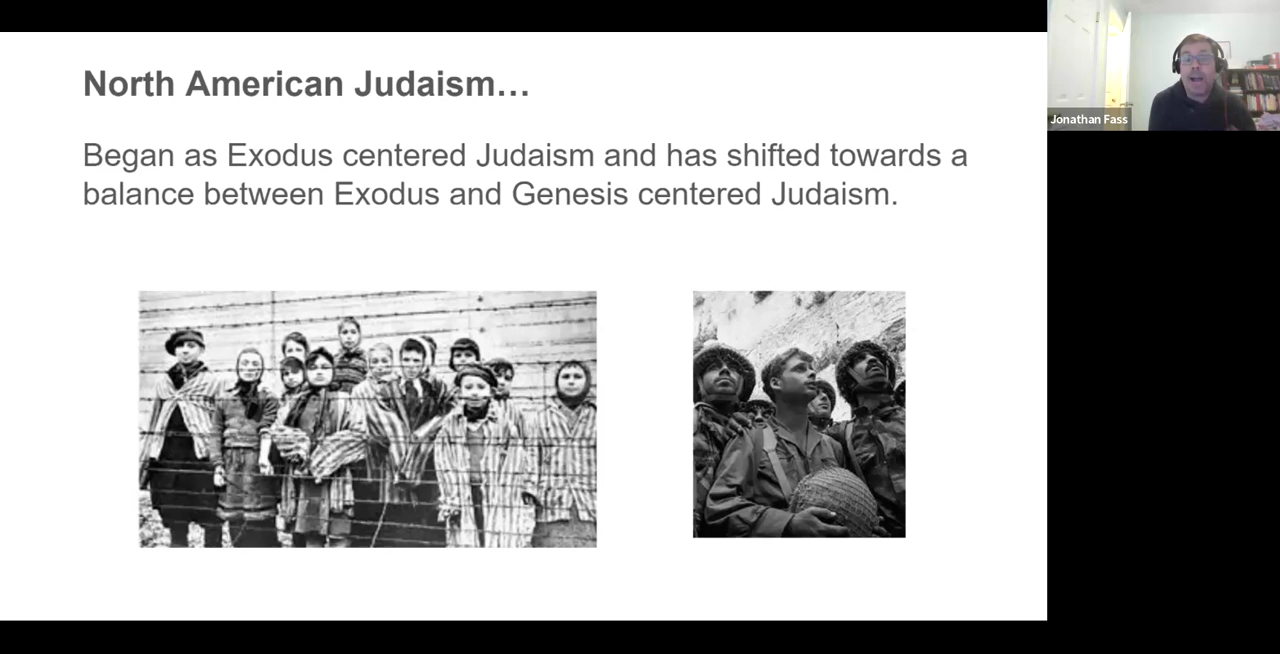 North American Judaism…
Began as Exodus centered Judaism and has shifted towards a
balance between Exodus and Genesis centered Judaism.
Jonathan Fass